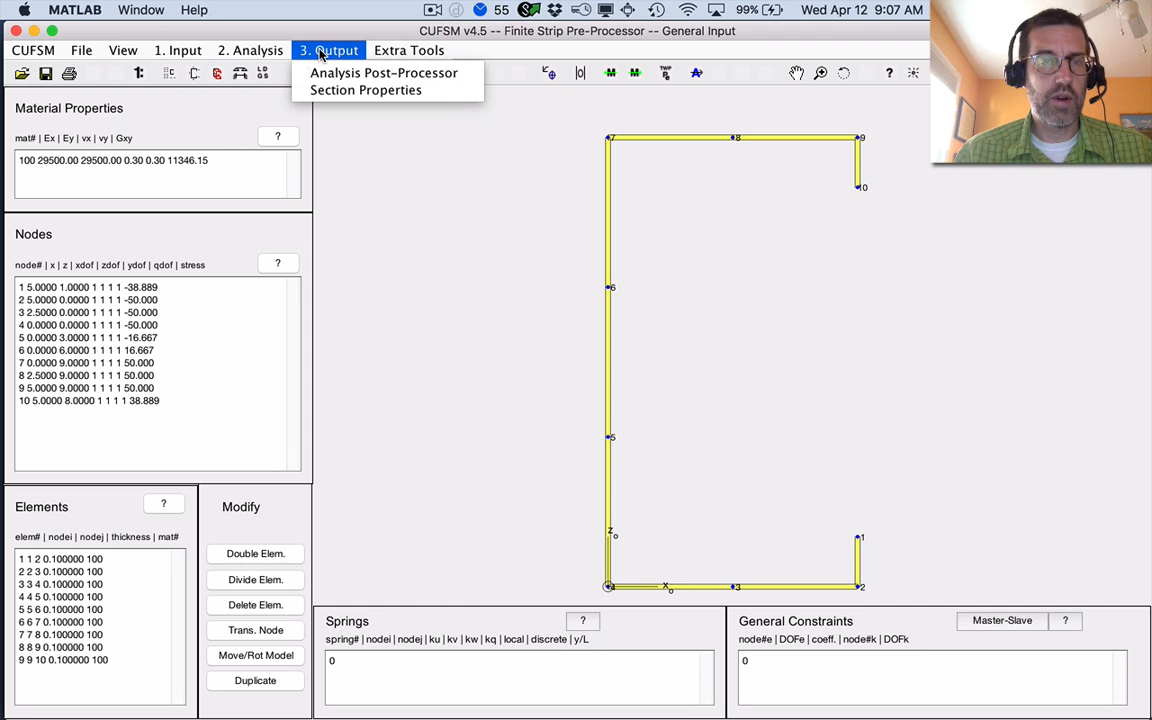 MATLAB Window Help 55 99% Wed Apr 12 9:07 AM
CUFSM v4.5 -- Finite Strip Pre-Processor -- General Input
CUFSM File View 1. Input 2. Analysis 3. Output Extra Tools
Analysis Post-Processor
Section Properties
Material Properties
mat# | Ex | Ey | vx | vy | Gxy
?
100 29500.00 29500.00 0.30 0.30 11346.15
Nodes
node# | x | z | xdof | zdof | ydof | qdof | stress
?
1 5.0000 1.0000 1 1 1 1 -38.889
2 5.0000 0.0000 1 1 1 1 -50.000
3 2.5000 0.0000 1 1 1 1 -50.000
4 0.0000 0.0000 1 1 1 1 -50.000
5 0.0000 3.0000 1 1 1 1 -16.667
6 0.0000 6.0000 1 1 1 1 16.667
7 0.0000 9.0000 1 1 1 1 50.000
8 2.5000 9.0000 1 1 1 1 50.000
9 5.0000 9.0000 1 1 1 1 50.000
10 5.0000 8.0000 1 1 1 1 38.889
Elements
?
elem# | nodei | nodej | thickness | mat#
1 1 2 0.100000 100
2 2 3 0.100000 100
3 3 4 0.100000 100
4 4 5 0.100000 100
5 5 6 0.100000 100
6 6 7 0.100000 100
7 7 8 0.100000 100
8 8 9 0.100000 100
9 9 10 0.100000 100
Modify
Double Elem.
Divide Elem.
Delete Elem.
Trans. Node
Move/Rot Model
Duplicate
7 8 9
10
6
5
1
z o
x o
3 2
Springs
?
spring# | nodei | nodej | ku | kv | kw | kq | local | discrete | y/L
0
General Constraints
Master-Slave
?
node#e | DOFe | coeff. | node#k | DOFk
0